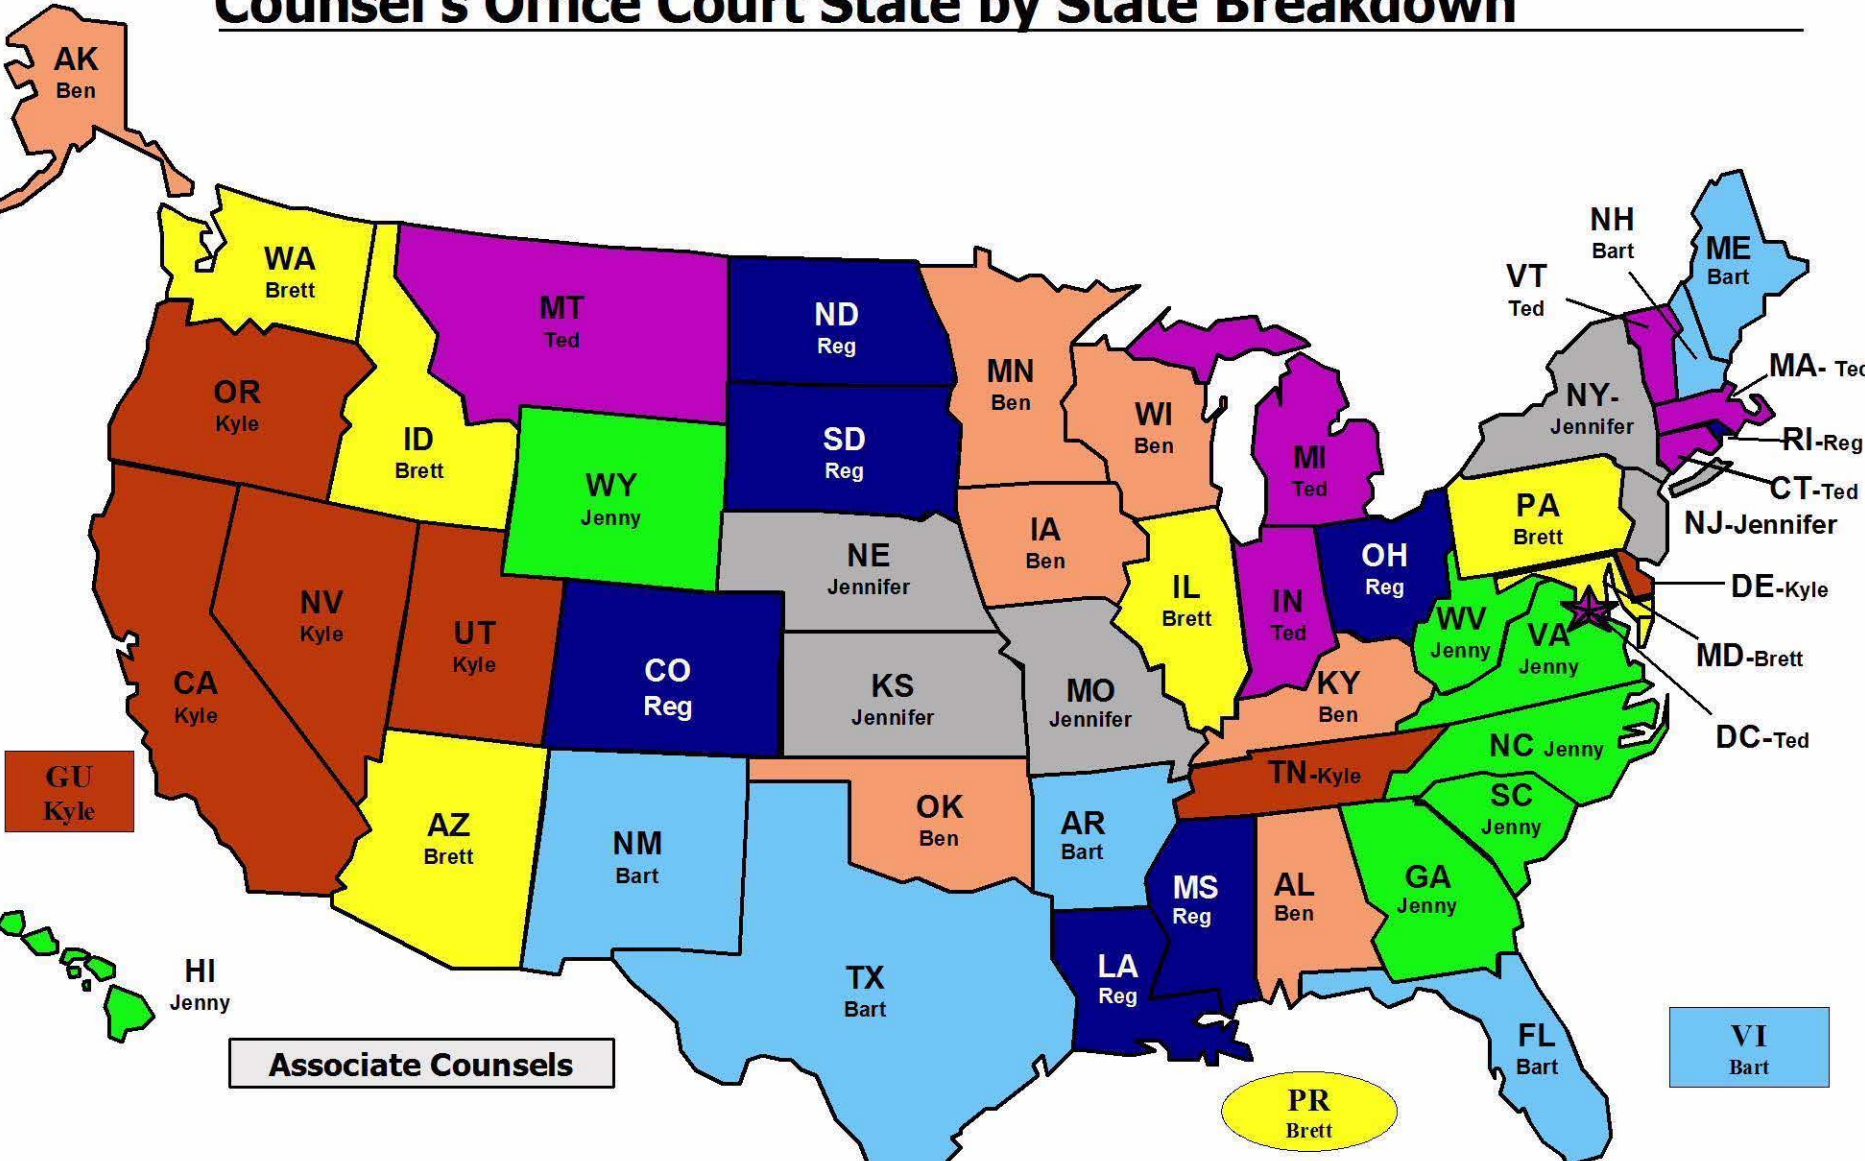 Counsel's Office Court State by State Breakdown
AK
Ben
WA
Brett
MT
Ted
ND
Reg
MN
Ben
NH
Bart
ME
Bart
VT
Ted
OR
Kyle
ID
Brett
SD
Reg
WI
Ben
MI
Ted
NY-
Jennifer
MA- Ted
RI-Reg
CT-Ted
NJ-Jennifer
WY
Jenny
NE
Jennifer
IA
Ben
PA
Brett
OH
Reg
IL
Brett
IN
Ted
DE-Kyle
WV
Jenny
VA
Jenny
MD-Brett
DC-Ted
NV
Kyle
UT
Kyle
CO
Reg
KS
Jennifer
MO
Jennifer
KY
Ben
CA
Kyle
NC Jenny
TN-Kyle
SC
Jenny
GU
Kyle
AZ
Brett
NM
Bart
OK
Ben
AR
Bart
MS
Reg
AL
Ben
GA
Jenny
HI
Jenny
TX
Bart
LA
Reg
FL
Bart
VI
Bart
Associate Counsels
PR
Brett